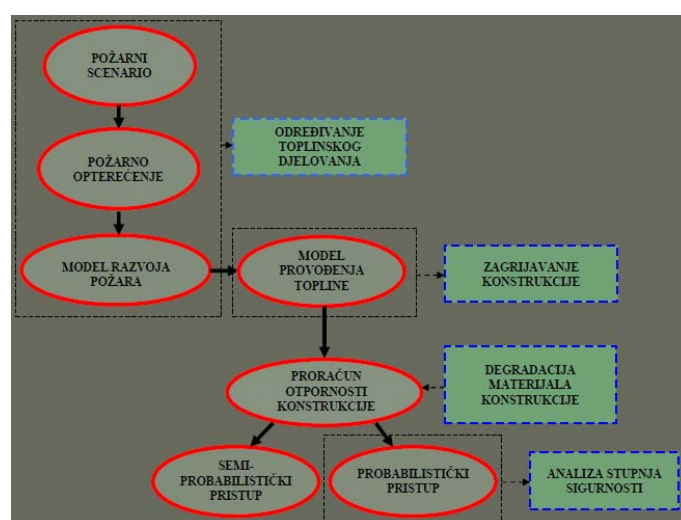 POŽARNI
SCENARIO
POŽARNO
OPTEREĆENJE
ODREĐIVANJE
TOPLINSKOG
DJELOVANJA
MODEL RAZVOJA
POŽARA
MODEL
PROVOĐENJA
TOPLINE
ZAGRIJAVANJE
KONSTRUKCIJE
PRORAČUN
OTPORNOSTI
KONSTRUKCIJE
DEGRADACIJA
MATERIJALA
KONSTRUKCIJE
SEMI-
PROBABILISTIČKI
PRISTUP
PROBABILISTIČKI
PRISTUP
ANALIZA STUPNJA
SIGURNOSTI